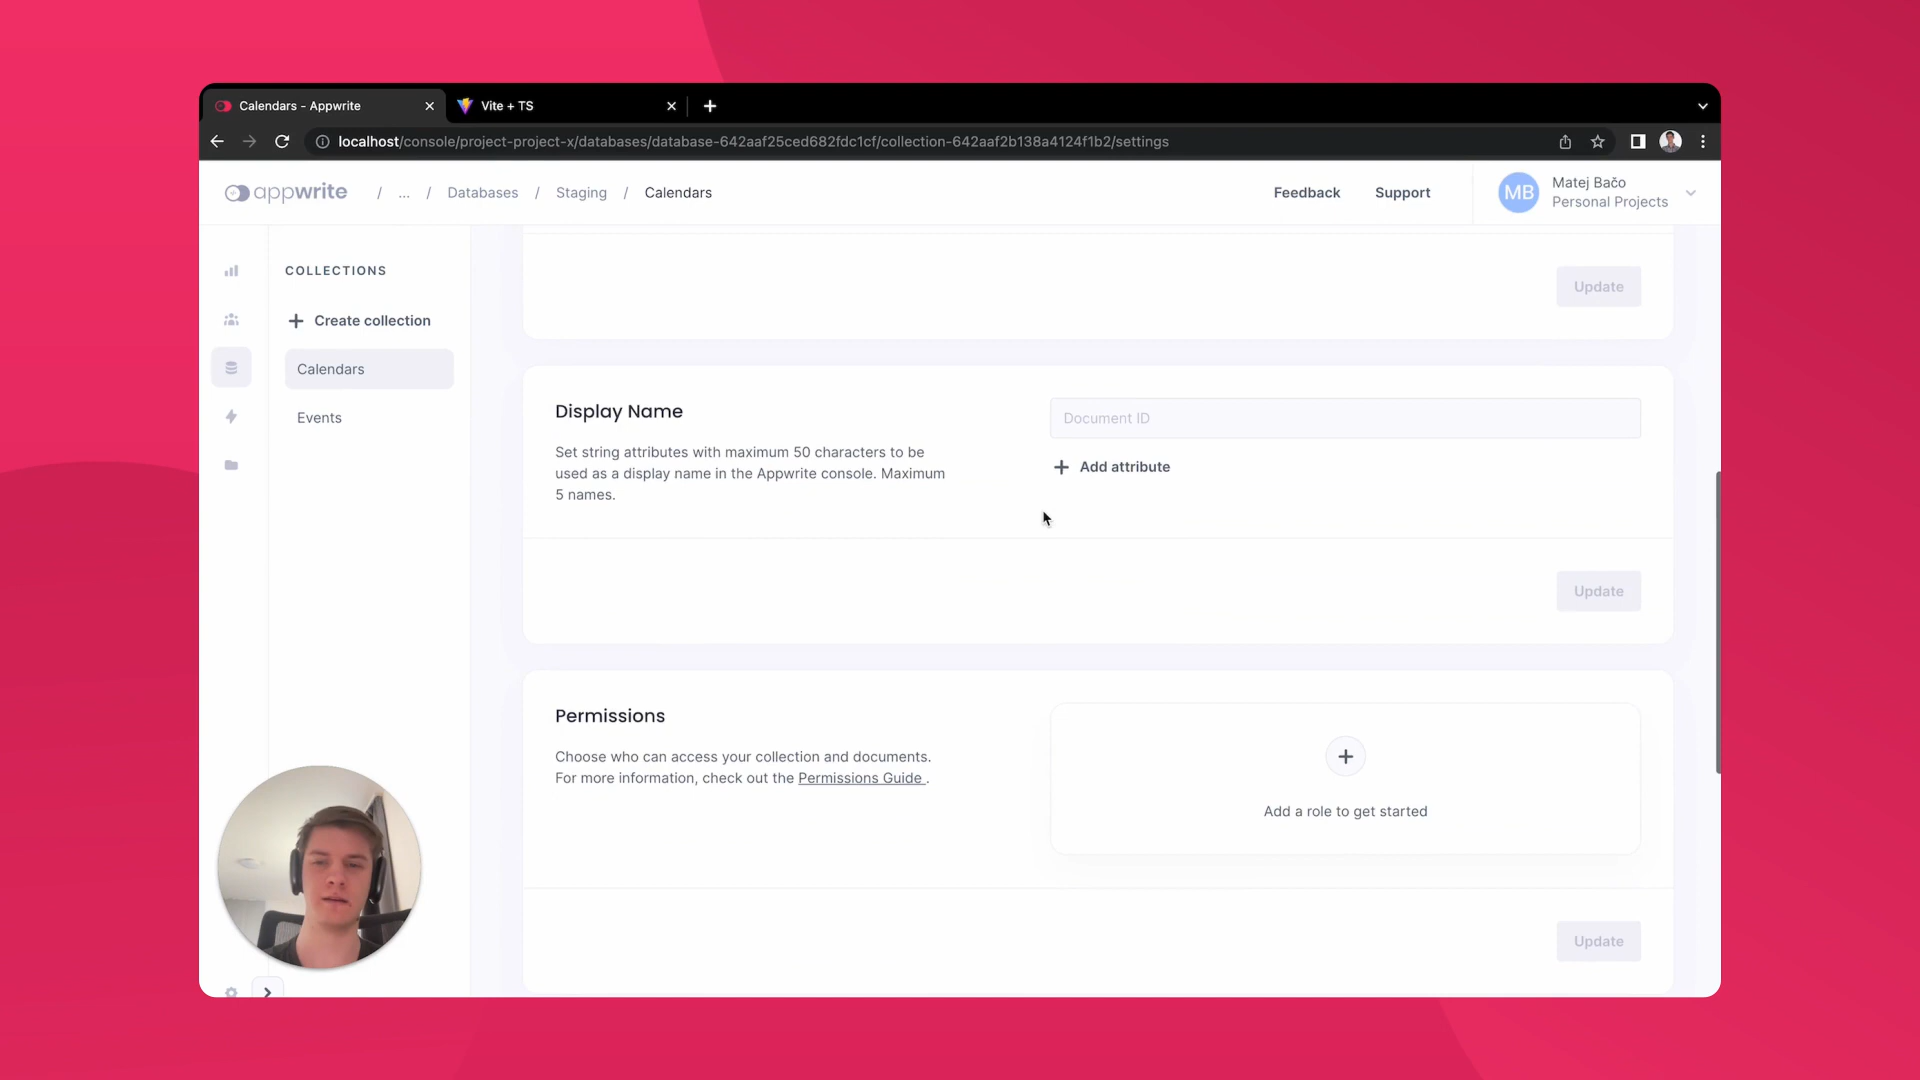 Calendars - Appwrite
Vite + TS
localhost/console/project-project-x/databases/database-642aaf25ced682fdc1cf/collection-642aaf2b138a4124f1b2/settings
appwrite / ... / Databases / Staging / Calendars
Feedback
Support
MB
Matej Bačo
Personal Projects
COLLECTIONS
Create collection
Calendars
Events
Update
Display Name
Set string attributes with maximum 50 characters to be
used as a display name in the Appwrite console. Maximum
5 names.
Document ID
Add attribute
Update
Permissions
Choose who can access your collection and documents.
For more information, check out the Permissions Guide .
Add a role to get started
Update